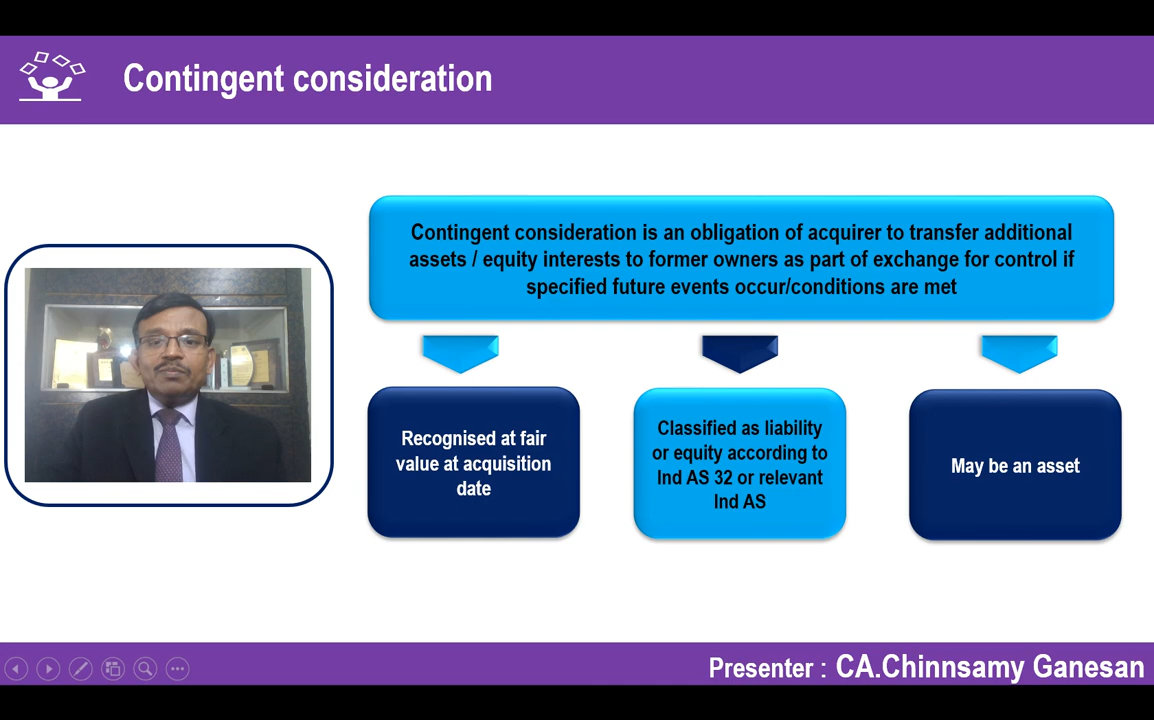 Contingent consideration
Contingent consideration is an obligation of acquirer to transfer additional
assets / equity interests to former owners as part of exchange for control if
specified future events occur/conditions are met
Recognised at fair
value at acquisition
date
Classified as liability
or equity according to
Ind AS 32 or relevant
Ind AS
May be an asset
Presenter : CA.Chinnsamy Ganesan